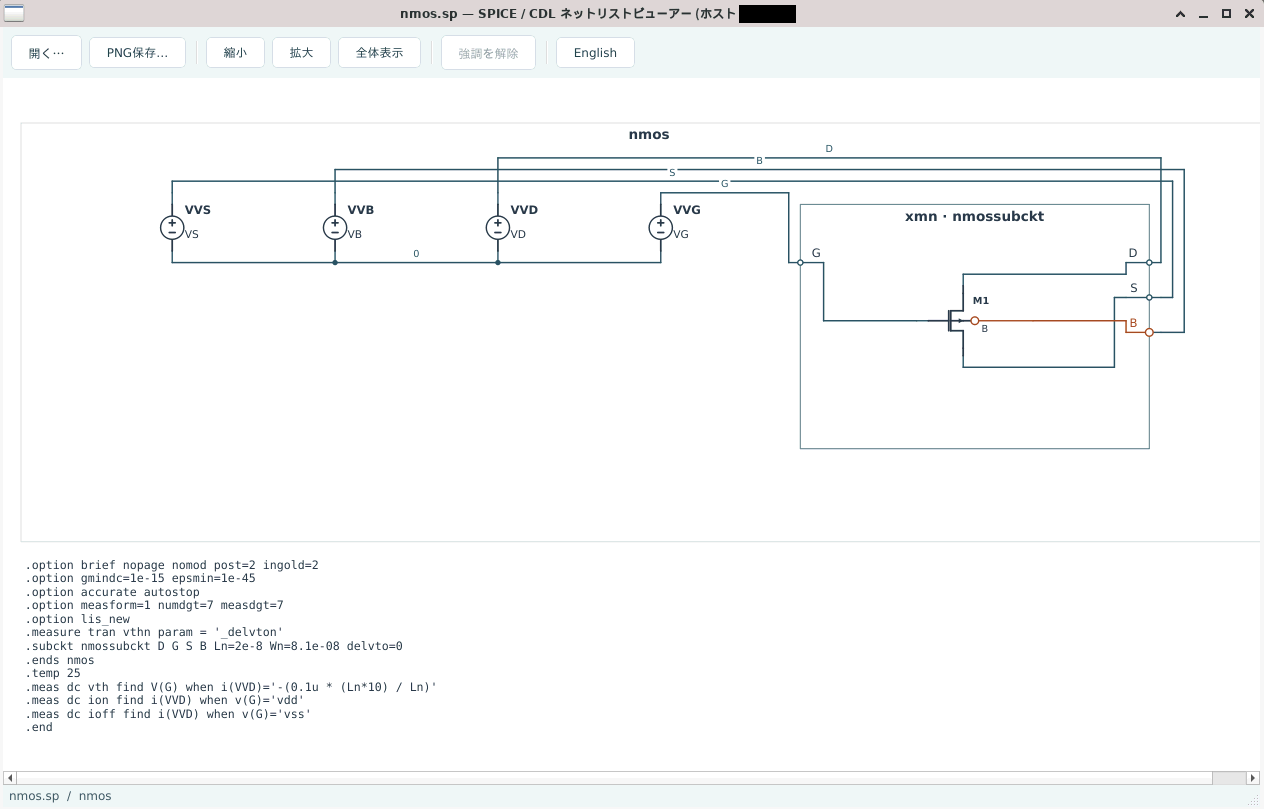 nmos.sp — SPICE / CDL ネットリストビューアー (ホスト
開く…
PNG保存…
縮小
拡大
全体表示
強調を解除
English
nmos
D
B
S
G
VVS
VS
VVB
VB
VVD
VD
VVG
VG
0
xmn · nmossubckt
G
D
S
B
M1
B
.option brief nopage nomod post=2 ingold=2
.option gmindc=1e-15 epsmin=1e-45
.option accurate autostop
.option measform=1 numdgt=7 measdgt=7
.option lis_new
.measure tran vthn param = '_delvton'
.subckt nmossubckt D G S B Ln=2e-8 Wn=8.1e-08 delvto=0
.ends nmos
.temp 25
.meas dc vth find V(G) when i(VVD)='-(0.1u * (Ln*10) / Ln)'
.meas dc ion find i(VVD) when v(G)='vdd'
.meas dc ioff find i(VVD) when v(G)='vss'
.end
nmos.sp / nmos